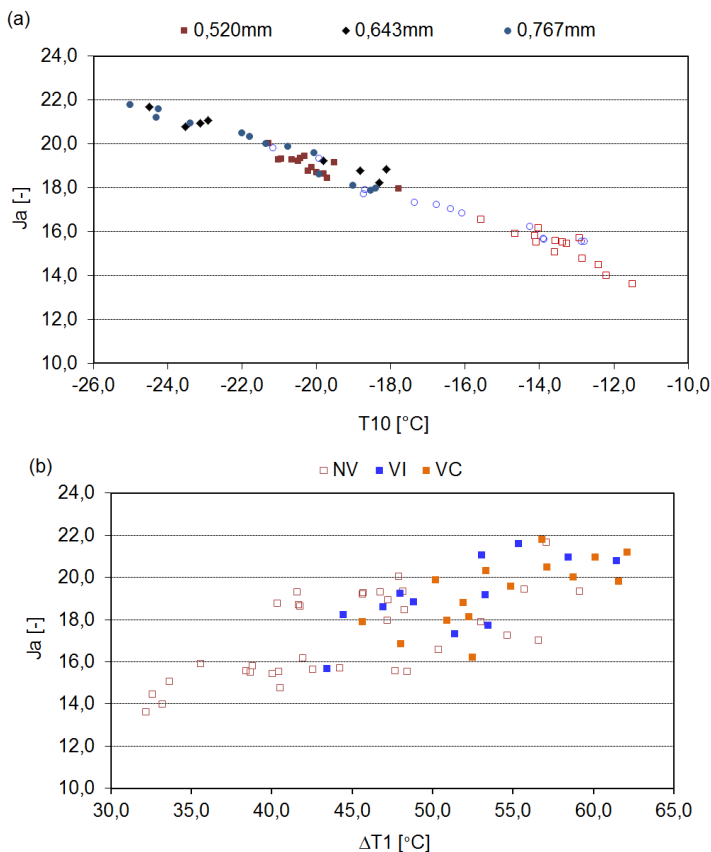 (a)
0,520mm 0,643mm 0,767mm
24,0
22,0
20,0
18,0
16,0
14,0
12,0
10,0
Ja [-]
-26,0 -24,0 -22,0 -20,0 -18,0 -16,0 -14,0 -12,0 -10,0
T10 [°C]
(b)
NV VI VC
24,0
22,0
20,0
18,0
16,0
14,0
12,0
10,0
Ja [-]
30,0 35,0 40,0 45,0 50,0 55,0 60,0 65,0
ΔT1 [°C]